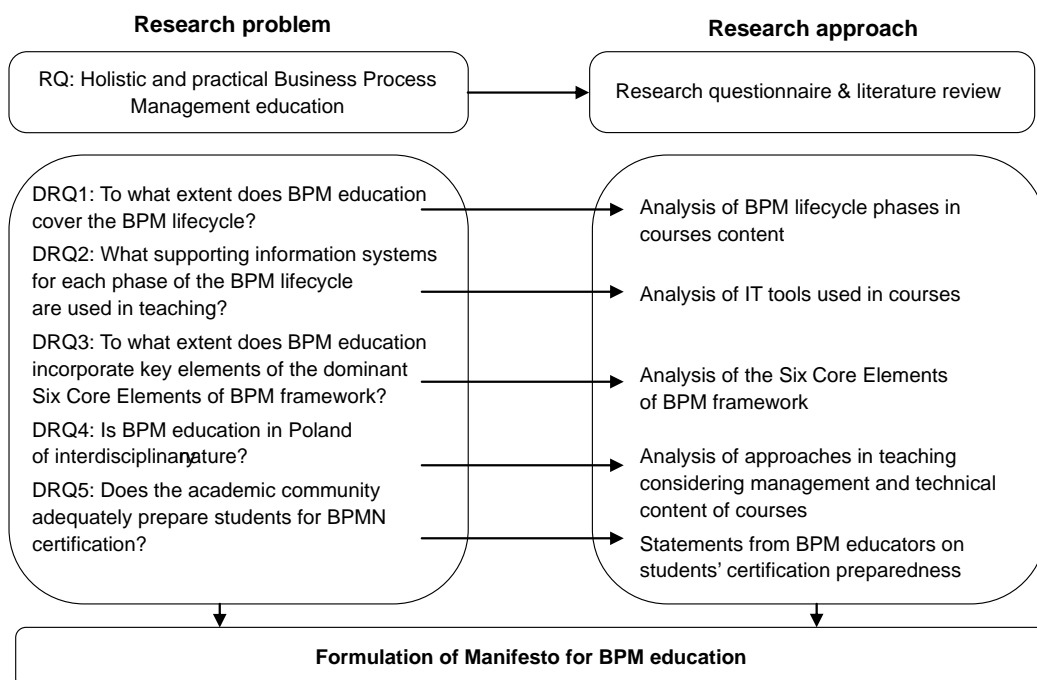 Research problem
RQ: Holistic and practical Business Process
Management education
DRQ1: To what extent does BPM education
cover the BPM lifecycle?
DRQ2: What supporting information systems
for each phase of the BPM lifecycle
are used in teaching?
DRQ3: To what extent does BPM education
incorporate key elements of the dominant
Six Core Elements of BPM framework?
DRQ4: Is BPM education in Poland
of interdisciplinary nature?
DRQ5: Does the academic community
adequately prepare students for BPMN
certification?
Research approach
Research questionnaire & literature review
Analysis of BPM lifecycle phases in
courses content
Analysis of IT tools used in courses
Analysis of the Six Core Elements
of BPM framework
Analysis of approaches in teaching
considering management and technical
content of courses
Statements from BPM educators on
students' certification preparedness
Formulation of Manifesto for BPM education